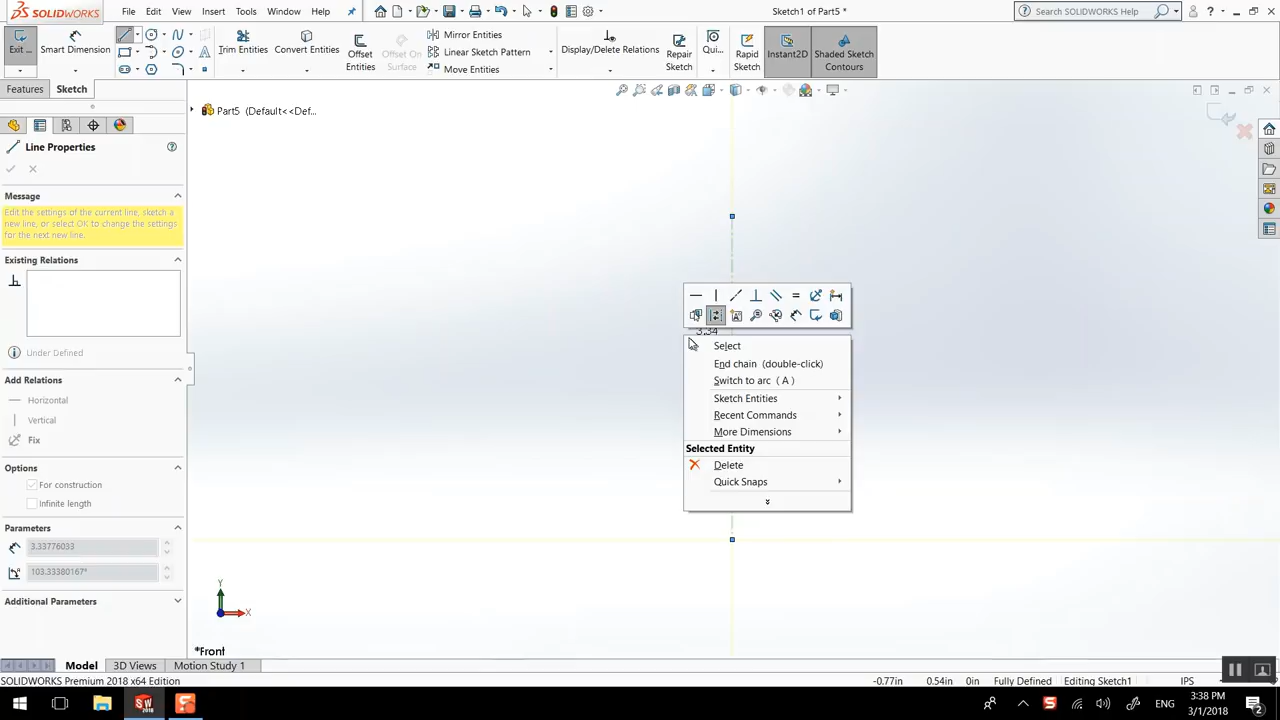 SOLIDWORKS File Edit View Insert Tools Window Help Sketch1 of Part5 * Search SOLIDWORKS Help
Exit ... Smart Dimension Trim Entities Convert Entities Offset Entities Offset On Surface Mirror Entities Linear Sketch Pattern Move Entities Display/Delete Relations Repair Sketch Qui... Rapid Sketch Instant2D Shaded Sketch Contours
Features Sketch
Part5 (Default<<Def...
Line Properties
Message
Edit the settings of the current line, sketch a
new line, or select OK to change the settings
for the next new line.
Existing Relations
3.34
Select
Under Defined
End chain (double-click)
Add Relations
Switch to arc ( A )
Horizontal
Sketch Entities
Vertical
Recent Commands
Fix
More Dimensions
Selected Entity
Options
Delete
For construction
Quick Snaps
Infinite length
Parameters
3.33776033
103.33380167°
Additional Parameters
Y
X
*Front
Model 3D Views Motion Study 1
SOLIDWORKS Premium 2018 x64 Edition -0.77in 0.54in 0in Fully Defined Editing Sketch1 IPS
SW 2018 S S ENG 3:38 PM
3/1/2018 2